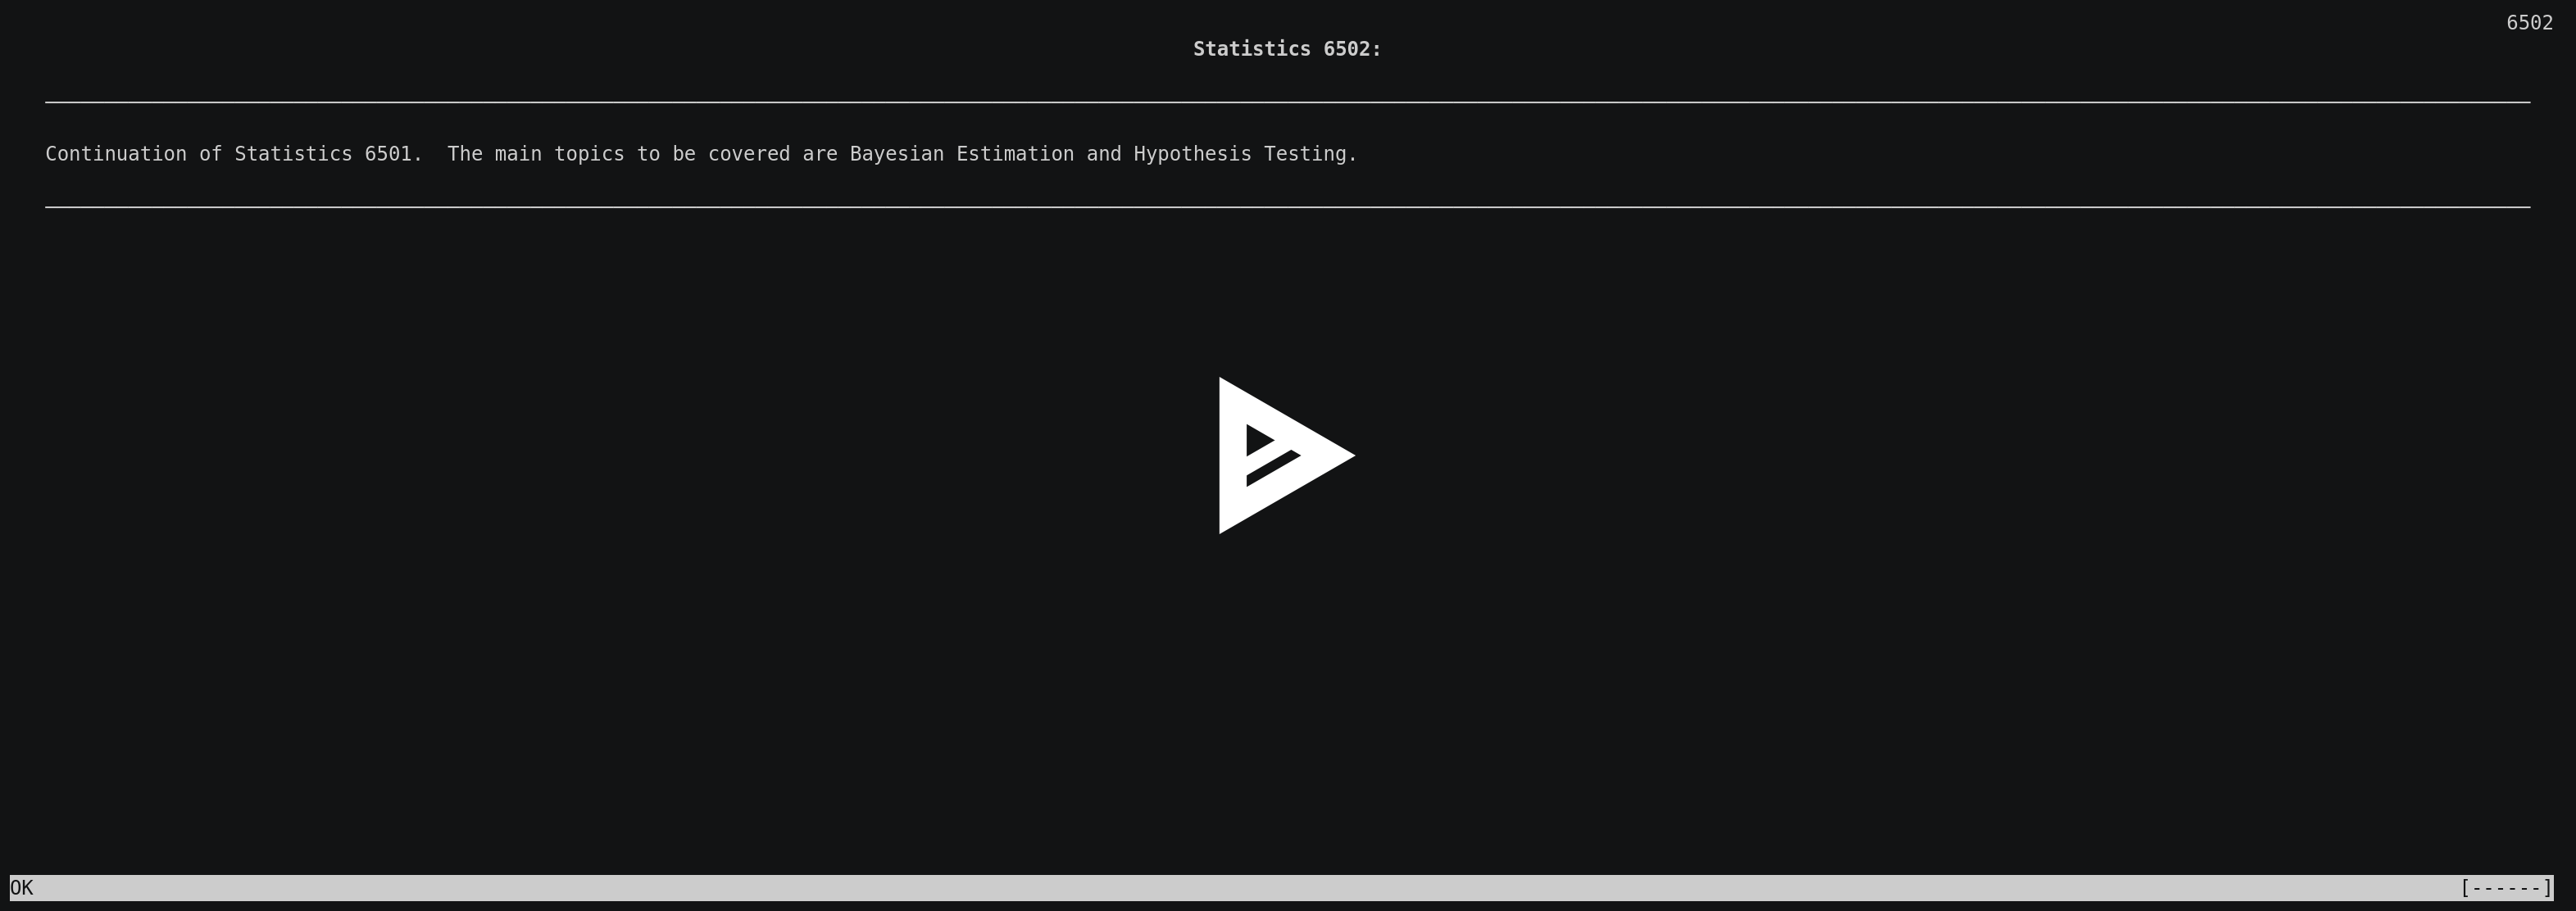 6502
Statistics 6502:
Continuation of Statistics 6501.  The main topics to be covered are Bayesian Estimation and Hypothesis Testing.
OK [------]